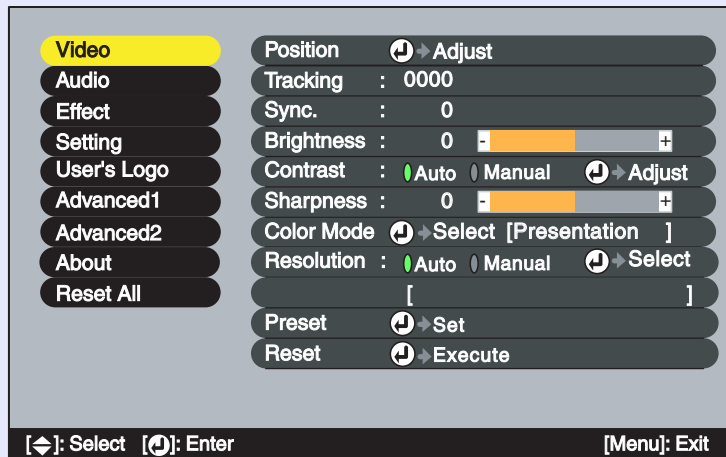 Video
Audio
Effect
Setting
User's Logo
Advanced1
Advanced2
About
Reset All
Position Adjust
Tracking : 0000
Sync. : 0
Brightness : 0 - +
Contrast : Auto Manual Adjust
Sharpness : 0 - +
Color Mode Select [Presentation ]
Resolution : Auto Manual Select
[ ]
Preset Set
Reset Execute
[ ]: Select [ ]: Enter [Menu]: Exit